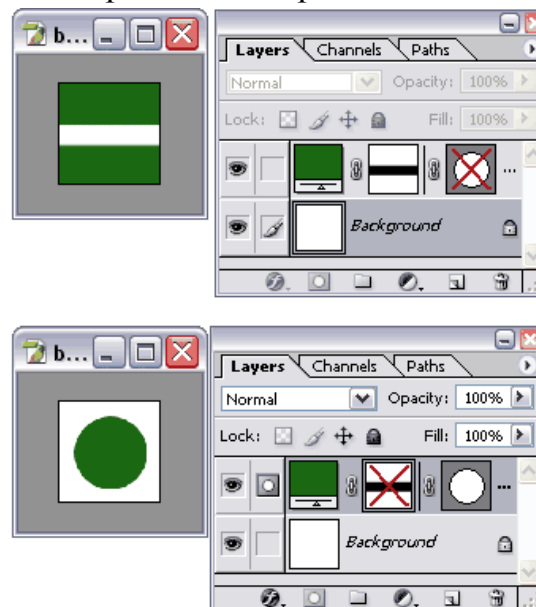 b...
Layers Channels Paths
Normal Opacity: 100%
Lock: Fill: 100%
...
Background
b...
Layers Channels Paths
Normal Opacity: 100%
Lock: Fill: 100%
...
Background